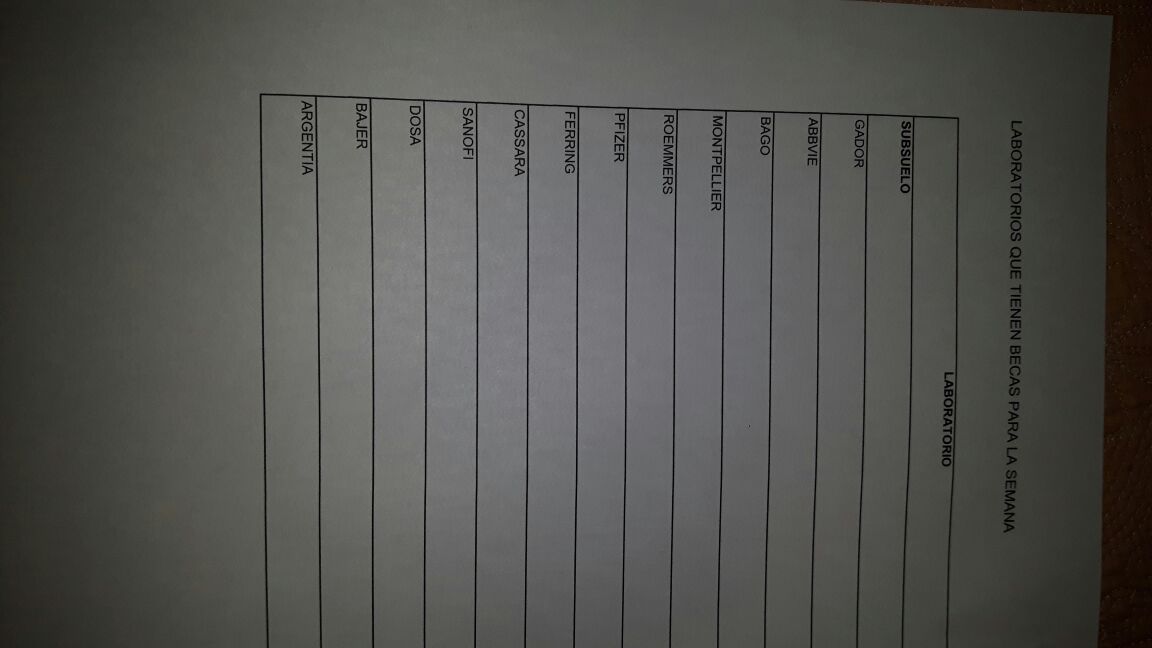 LABORATORIOS QUE TIENEN BECAS PARA LA SEMANA
LABORATORIO
SUBSUELO
GADOR
ABBVIE
BAGO
MONTPELLIER
ROEMMERS
PFIZER
FERRING
CASSARA
SANOFI
DOSA
BAJER
ARGENTIA